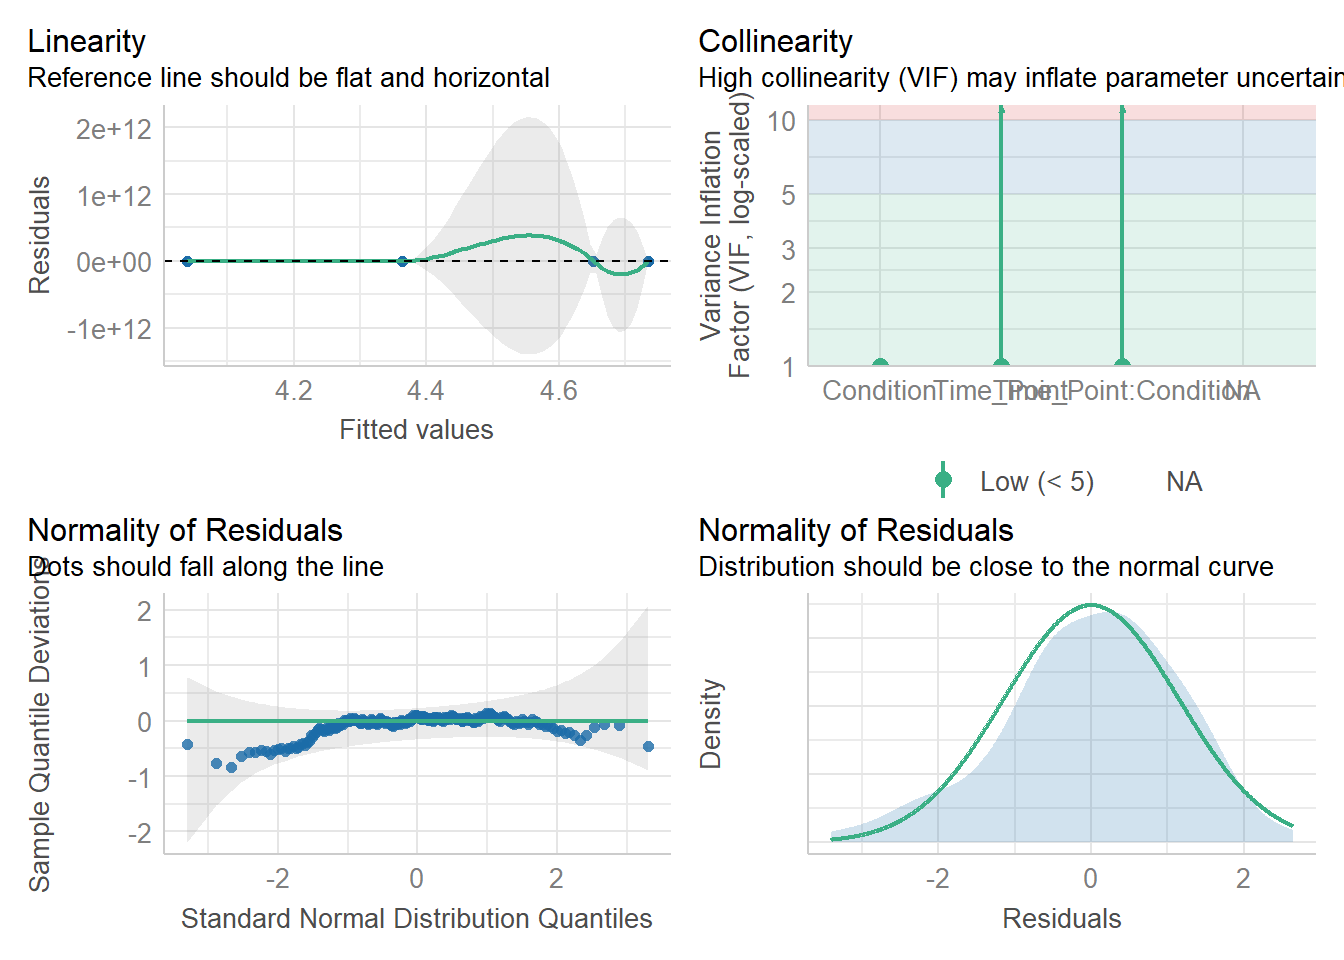 Linearity
Reference line should be flat and horizontal
Residuals
2e+12
1e+12
0e+00
-1e+12
4.2
4.4
4.6
Fitted values
Collinearity
High collinearity (VIF) may inflate parameter uncertain
Variance Inflation
Factor (VIF, log-scaled)
10
5
3
2
1
Condition
Time_Point
Time_Point:Condition
NA
Low (< 5)
NA
Normality of Residuals
Dots should fall along the line
Sample Quantile Deviations
2
1
0
-1
-2
-2
0
2
Standard Normal Distribution Quantiles
Normality of Residuals
Distribution should be close to the normal curve
Density
-2
0
2
Residuals